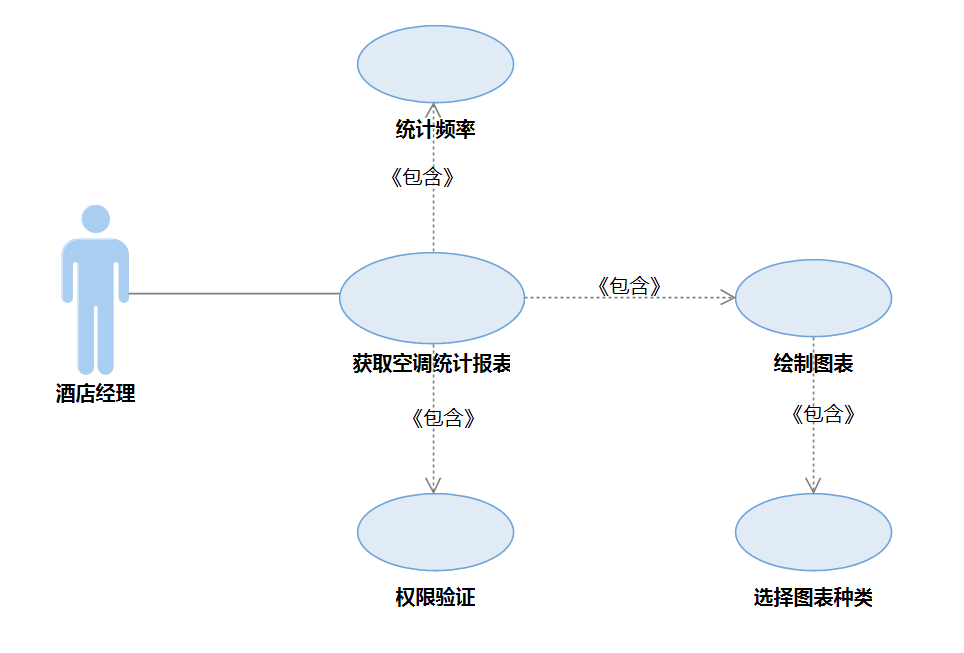 统计频率
《包含》
《包含》
获取空调统计报表
绘制图表
酒店经理
《包含》
《包含》
权限验证
选择图表种类